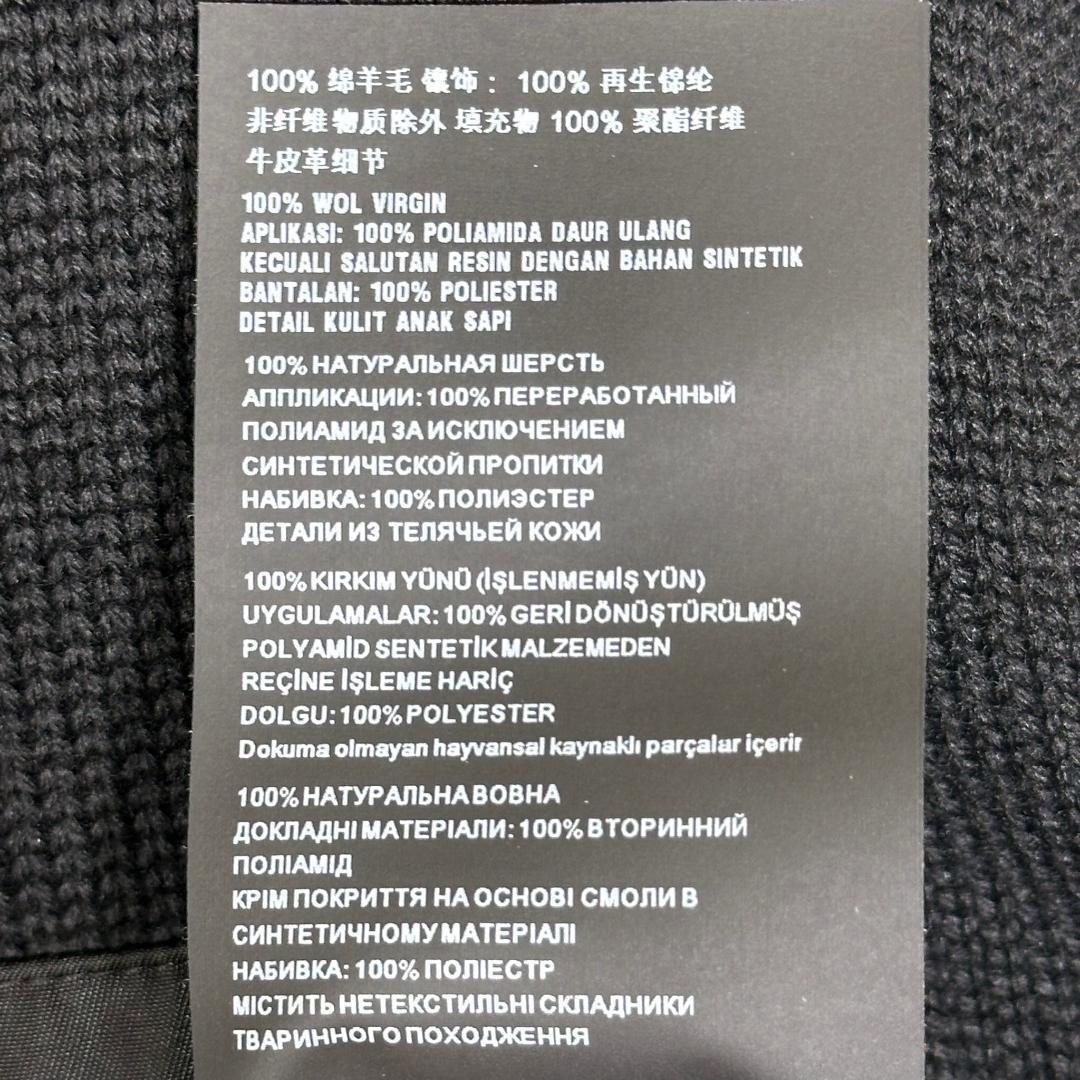 100% 绵羊毛 镶饰： 100% 再生锦纶
非纤维物质除外 填充物 100% 聚酯纤维
牛皮革细节
100% WOL VIRGIN
APLIKASI: 100% POLIAMIDA DAUR ULANG
KECUALI SALUTAN RESIN DENGAN BAHAN SINTETIK
BANTALAN: 100% POLIESTER
DETAIL KULIT ANAK SAPI
100% НАТУРАЛЬНАЯ ШЕРСТЬ
АППЛИКАЦИИ: 100% ПЕРЕРАБОТАННЫЙ
ПОЛИАМИД ЗА ИСКЛЮЧЕНИЕМ
СИНТЕТИЧЕСКОЙ ПРОПИТКИ
НАБИВКА: 100% ПОЛИЭСТЕР
ДЕТАЛИ ИЗ ТЕЛЯЧЬЕЙ КОЖИ
100% KIRKIM YÜNÜ (İŞLENMEMİŞ YÜN)
UYGULAMALAR: 100% GERİ DÖNÜŞTÜRÜLMÜŞ
POLYAMİD SENTETİK MALZEMEDEN
REÇİNE İŞLEME HARİÇ
DOLGU: 100% POLYESTER
Dokuma olmayan hayvansal kaynaklı parçalar içerir
100% НАТУРАЛЬНА ВОВНА
ДОКЛАДНІ МАТЕРІАЛИ: 100% ВТОРИННИЙ
ПОЛІАМІД
КРІМ ПОКРИТТЯ НА ОСНОВІ СМОЛИ В
СИНТЕТИЧНОМУ МАТЕРІАЛІ
НАБИВКА: 100% ПОЛІЕСТР
МІСТИТЬ НЕТЕКСТИЛЬНІ СКЛАДНИКИ
ТВАРИННОГО ПОХОДЖЕННЯ